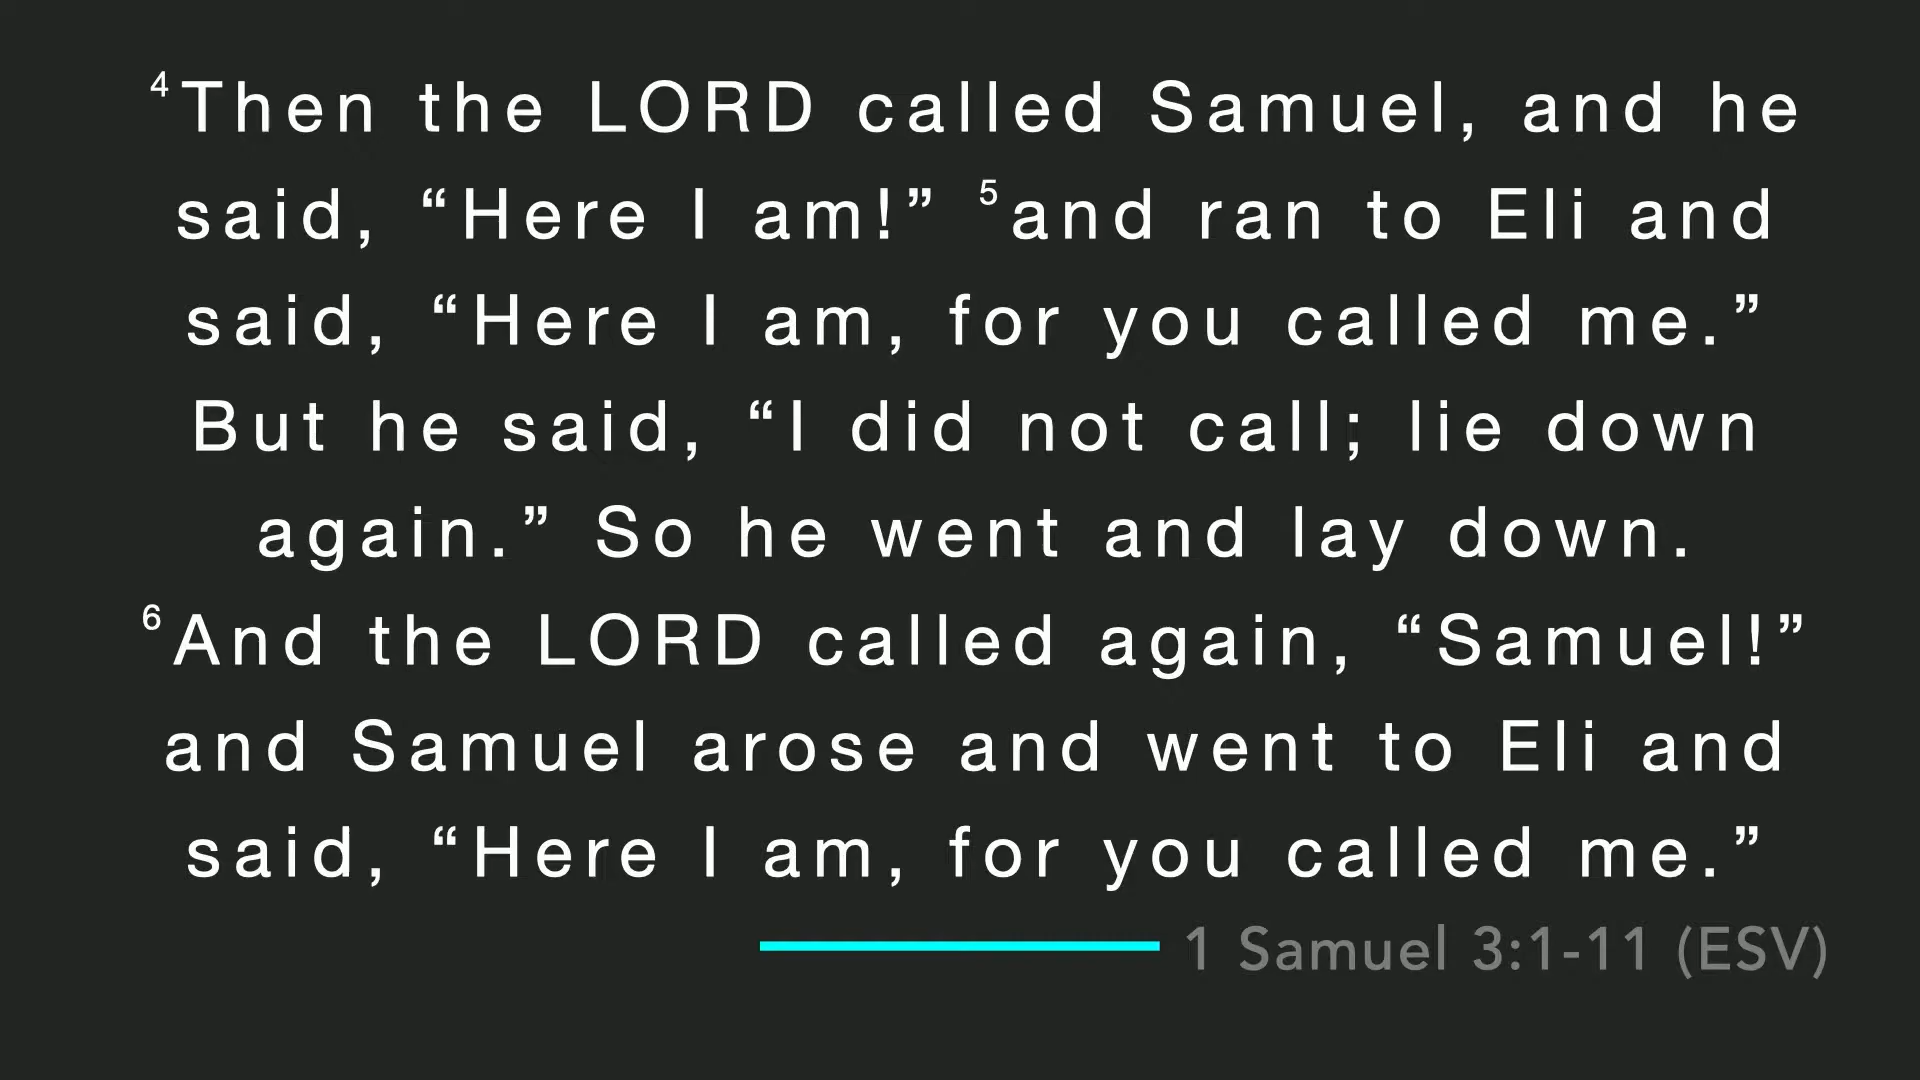 4Then the LORD called Samuel, and he
said, “Here I am!” 5and ran to Eli and
said, “Here I am, for you called me.”
But he said, “I did not call; lie down
again.” So he went and lay down.
6And the LORD called again, “Samuel!”
and Samuel arose and went to Eli and
said, “Here I am, for you called me.”
1 Samuel 3:1-11 (ESV)